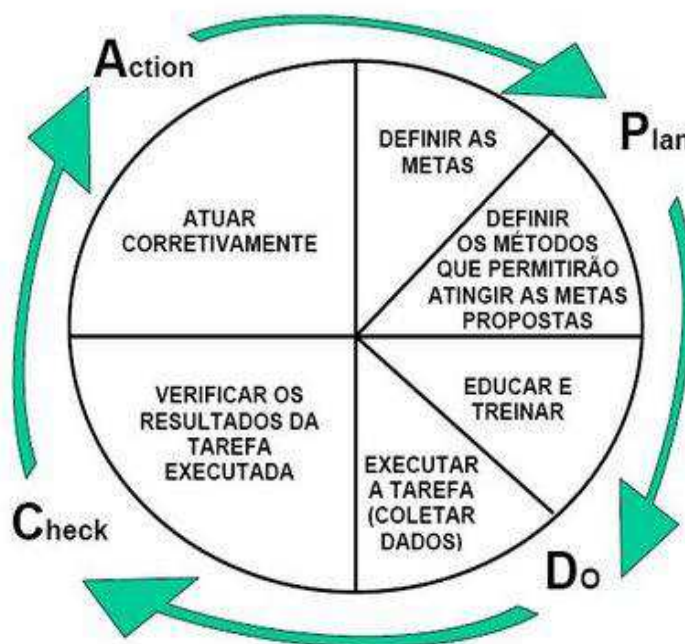 Action
Plan
DEFINIR AS
METAS
DEFINIR
OS MÉTODOS
QUE PERMITIRÃO
ATINGIR AS METAS
PROPOSTAS
ATUAR
CORRETIVAMENTE
EDUCAR E
TREINAR
VERIFICAR OS
RESULTADOS DA
TAREFA
EXECUTADA
EXECUTAR
A TAREFA
(COLETAR
DADOS)
Check
Do